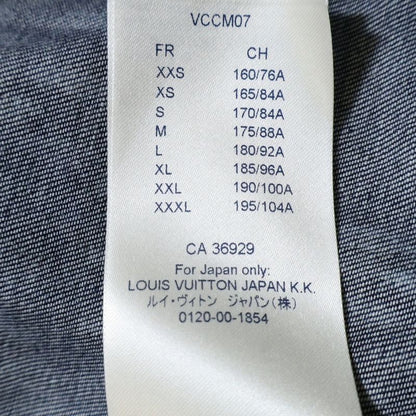 VCCM07
FR CH
XXS 160/76A
XS 165/84A
S 170/84A
M 175/88A
L 180/92A
XL 185/96A
XXL 190/100A
XXXL 195/104A
CA 36929
For Japan only:
LOUIS VUITTON JAPAN K.K.
ルイ・ヴィトン ジャパン(株)
0120-00-1854